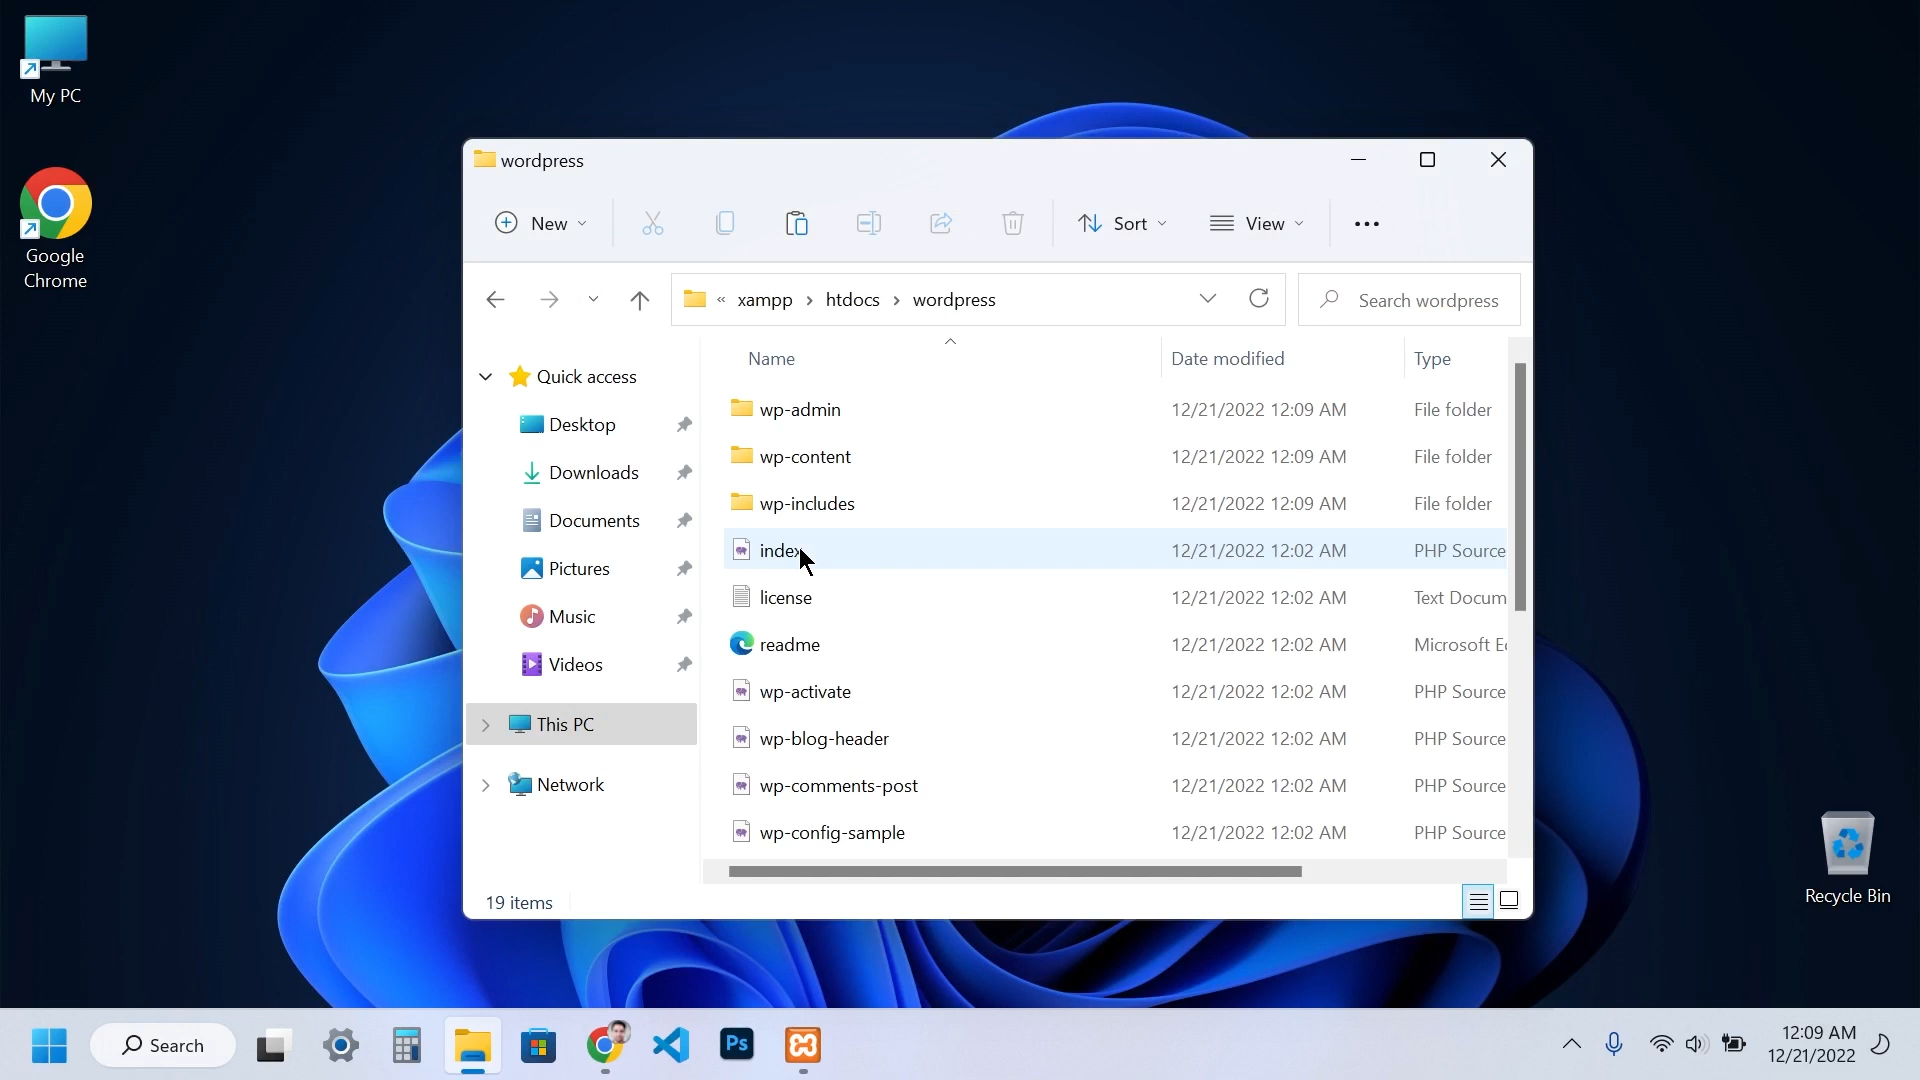 My PC
Google
Chrome
wordpress
New
Sort
View
« xampp › htdocs › wordpress
Search wordpress
Quick access
Desktop
Downloads
Documents
Pictures
Music
Videos
This PC
Network
Name Date modified Type
wp-admin 12/21/2022 12:09 AM File folder
wp-content 12/21/2022 12:09 AM File folder
wp-includes 12/21/2022 12:09 AM File folder
index 12/21/2022 12:02 AM PHP Source
license 12/21/2022 12:02 AM Text Docum
readme 12/21/2022 12:02 AM Microsoft E
wp-activate 12/21/2022 12:02 AM PHP Source
wp-blog-header 12/21/2022 12:02 AM PHP Source
wp-comments-post 12/21/2022 12:02 AM PHP Source
wp-config-sample 12/21/2022 12:02 AM PHP Source
19 items
Recycle Bin
Search
Ps
12:09 AM
12/21/2022